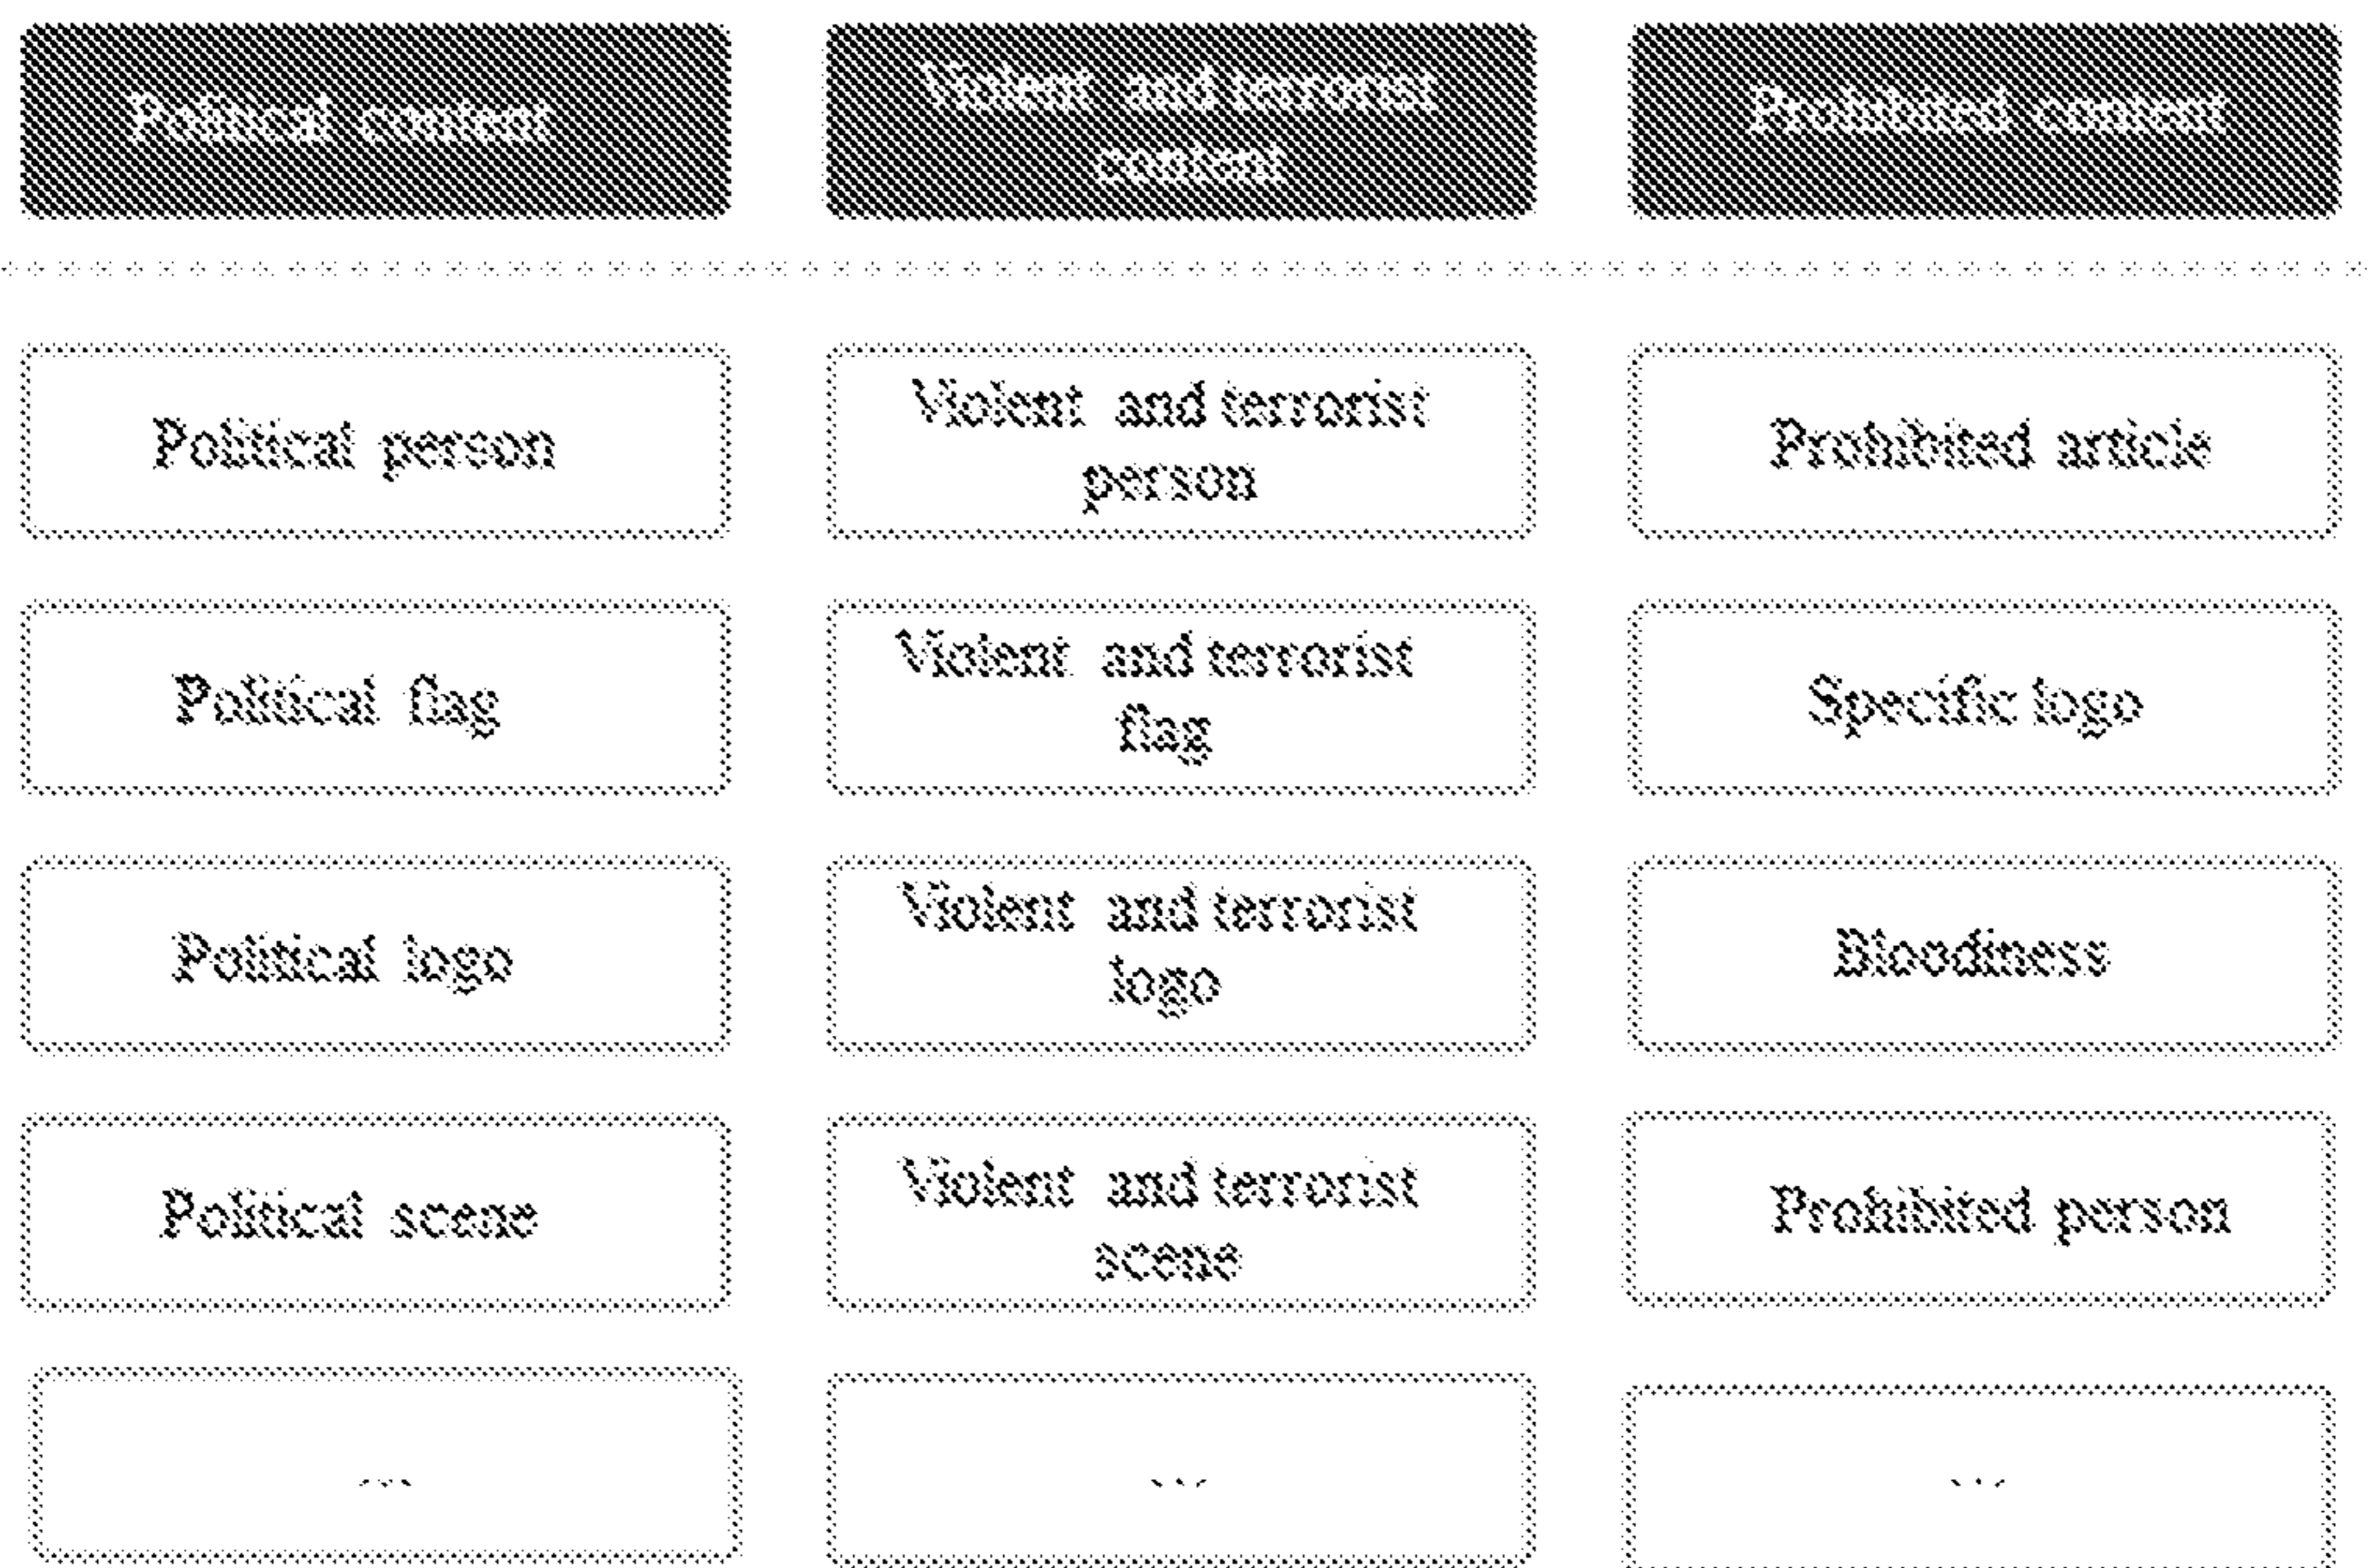 Political content
Violent and terrorist
content
Prohibited content
Political person
Violent and terrorist
person
Prohibited article
Political flag
Violent and terrorist
flag
Specific logo
Political logo
Violent and terrorist
logo
Bloodiness
Political scene
Violent and terrorist
scene
Prohibited person
...
...
...